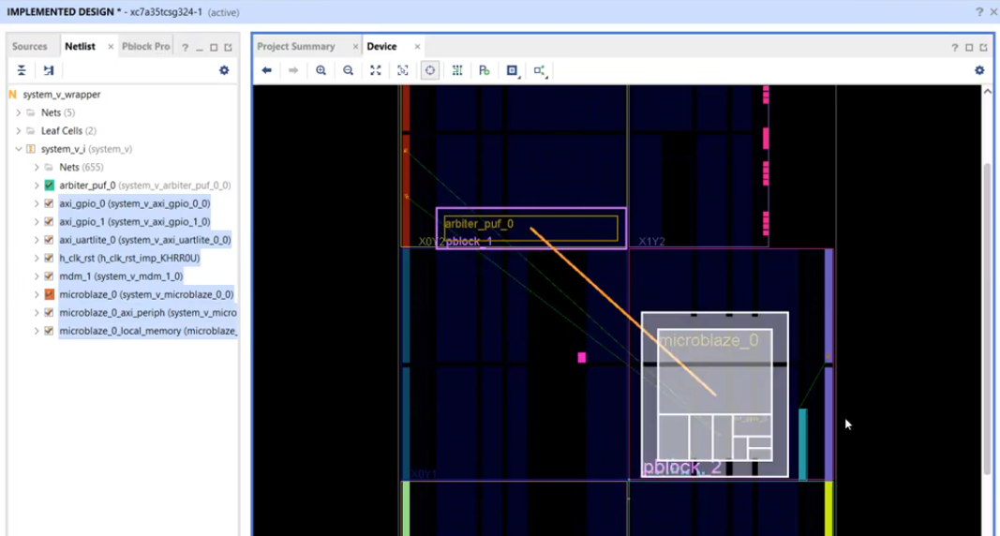 IMPLEMENTED DESIGN * - xc7a35tcsg324-1 (active)
Sources Netlist Pblock Pro
system_v_wrapper
Nets (5)
Leaf Cells (2)
system_v_i (system_v)
Nets (655)
arbiter_puf_0 (system_v_arbiter_puf_0_0)
axi_gpio_0 (system_v_axi_gpio_0_0)
axi_gpio_1 (system_v_axi_gpio_1_0)
axi_uartlite_0 (system_v_axi_uartlite_0_0)
h_clk_rst (h_clk_rst_imp_KHRR0U)
mdm_1 (system_v_mdm_1_0)
microblaze_0 (system_v_microblaze_0_0)
microblaze_0_axi_periph (system_v_micro
microblaze_0_local_memory (microblaze_
Project Summary Device
arbiter_puf_0
X0Y2 pblock_1 X1Y2
microblaze_0
pblock_2
X0Y1